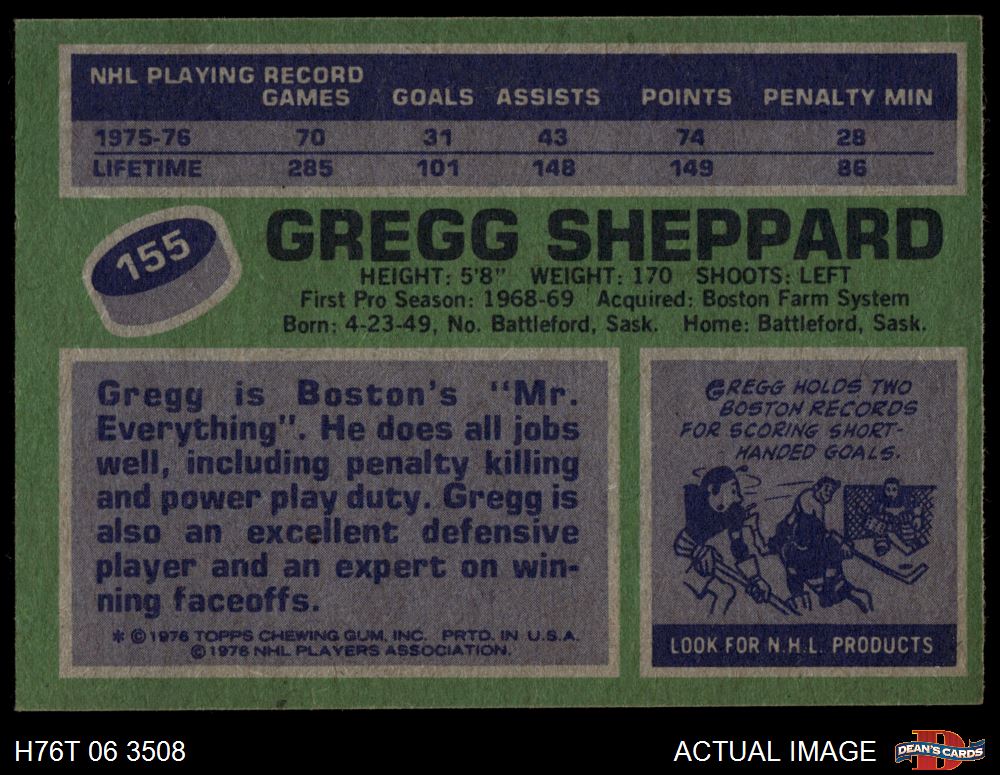 NHL PLAYING RECORD
GAMES GOALS ASSISTS POINTS PENALTY MIN
1975-76 70 31 43 74 28
LIFETIME 285 101 148 149 86
155
GREGG SHEPPARD
HEIGHT: 5'8" WEIGHT: 170 SHOOTS: LEFT
First Pro Season: 1968-69 Acquired: Boston Farm System
Born: 4-23-49, No. Battleford, Sask. Home: Battleford, Sask.
Gregg is Boston's "Mr.
Everything". He does all jobs
well, including penalty killing
and power play duty. Gregg is
also an excellent defensive
player and an expert on win-
ning faceoffs.
* © 1976 TOPPS CHEWING GUM, INC. PRTD. IN U.S.A.
© 1976 NHL PLAYERS ASSOCIATION.
GREGG HOLDS TWO
BOSTON RECORDS
FOR SCORING SHORT-
HANDED GOALS.
LOOK FOR N.H.L. PRODUCTS
H76T 06 3508
ACTUAL IMAGE
D
DEAN'S CARDS